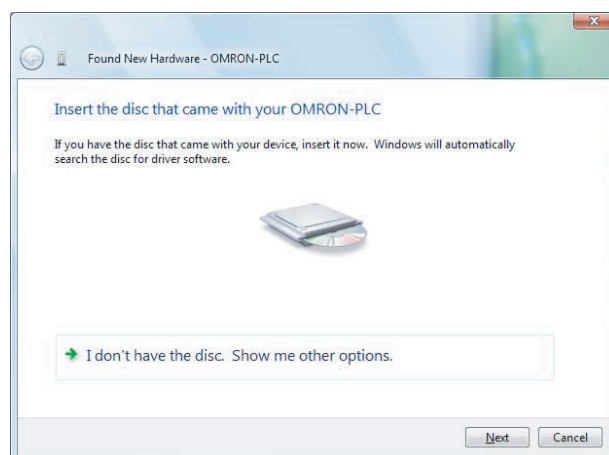 Found New Hardware - OMRON-PLC
Insert the disc that came with your OMRON-PLC
If you have the disc that came with your device, insert it now. Windows will automatically
search the disc for driver software.
I don't have the disc. Show me other options.
Next Cancel